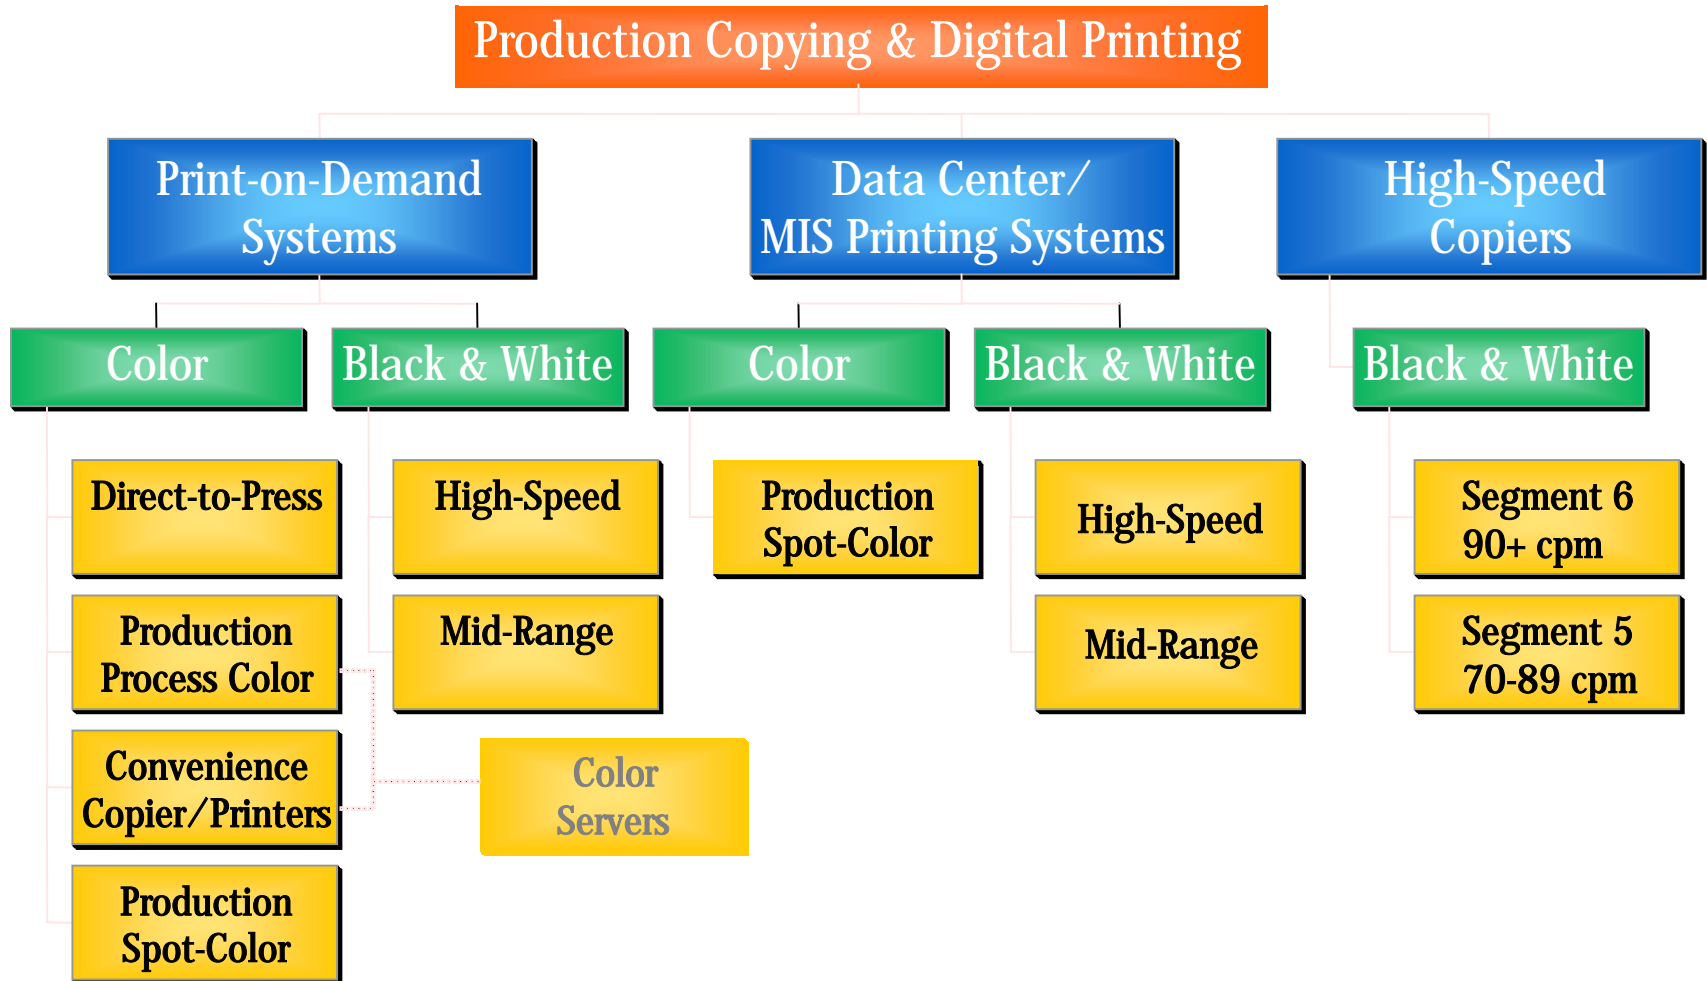 Production Copying & Digital Printing
Print-on-Demand
Systems
Data Center/
MIS Printing Systems
High-Speed
Copiers
Color
Black & White
Color
Black & White
Black & White
Direct-to-Press
High-Speed
Production
Spot-Color
High-Speed
Segment 6
90+ cpm
Production
Process Color
Mid-Range
Mid-Range
Segment 5
70-89 cpm
Convenience
Copier/Printers
Color
Servers
Production
Spot-Color